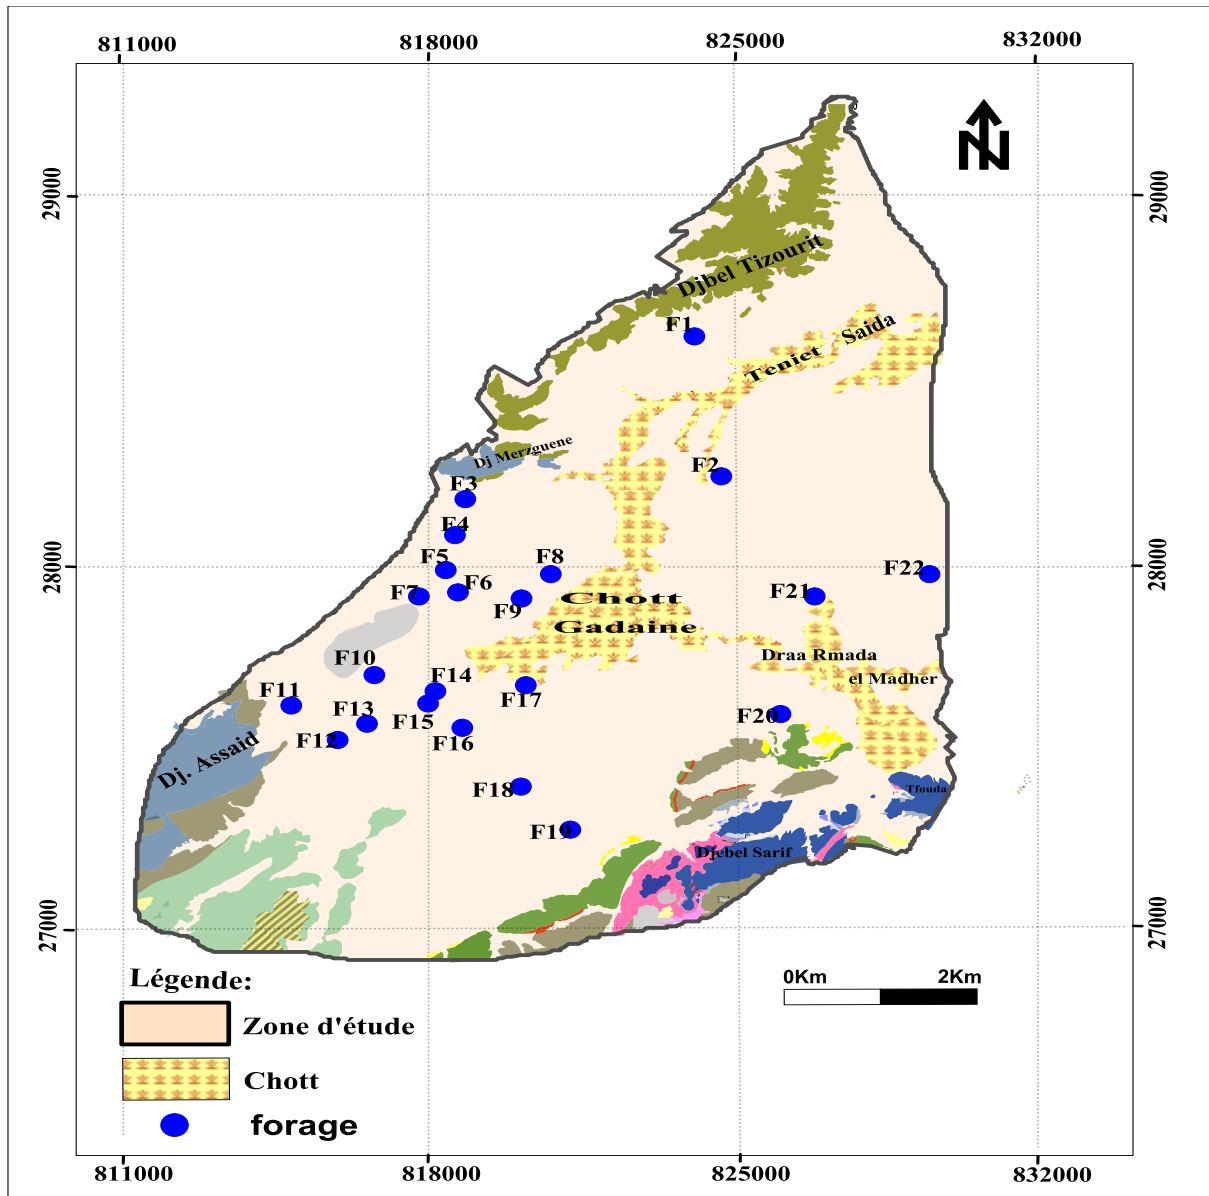 811000 818000 825000 832000
N
29000 29000
Djbel Tizourit
F1
Teniet Saida
Dj Merzguene
F2
F3
F4
28000 28000
F5 F8
F6
F7
F9
F21
F22
Chott
Gadaine
Draa Rmada
el Madher
F10
F14
F11
F13
F15
F17
F12
F16
F20
Dj. Assaid
F18
Tfouda
F19
Djebel Sarif
27000 27000
Légende:
0Km 2Km
Zone d'étude
Chott
forage
811000 818000 825000 832000